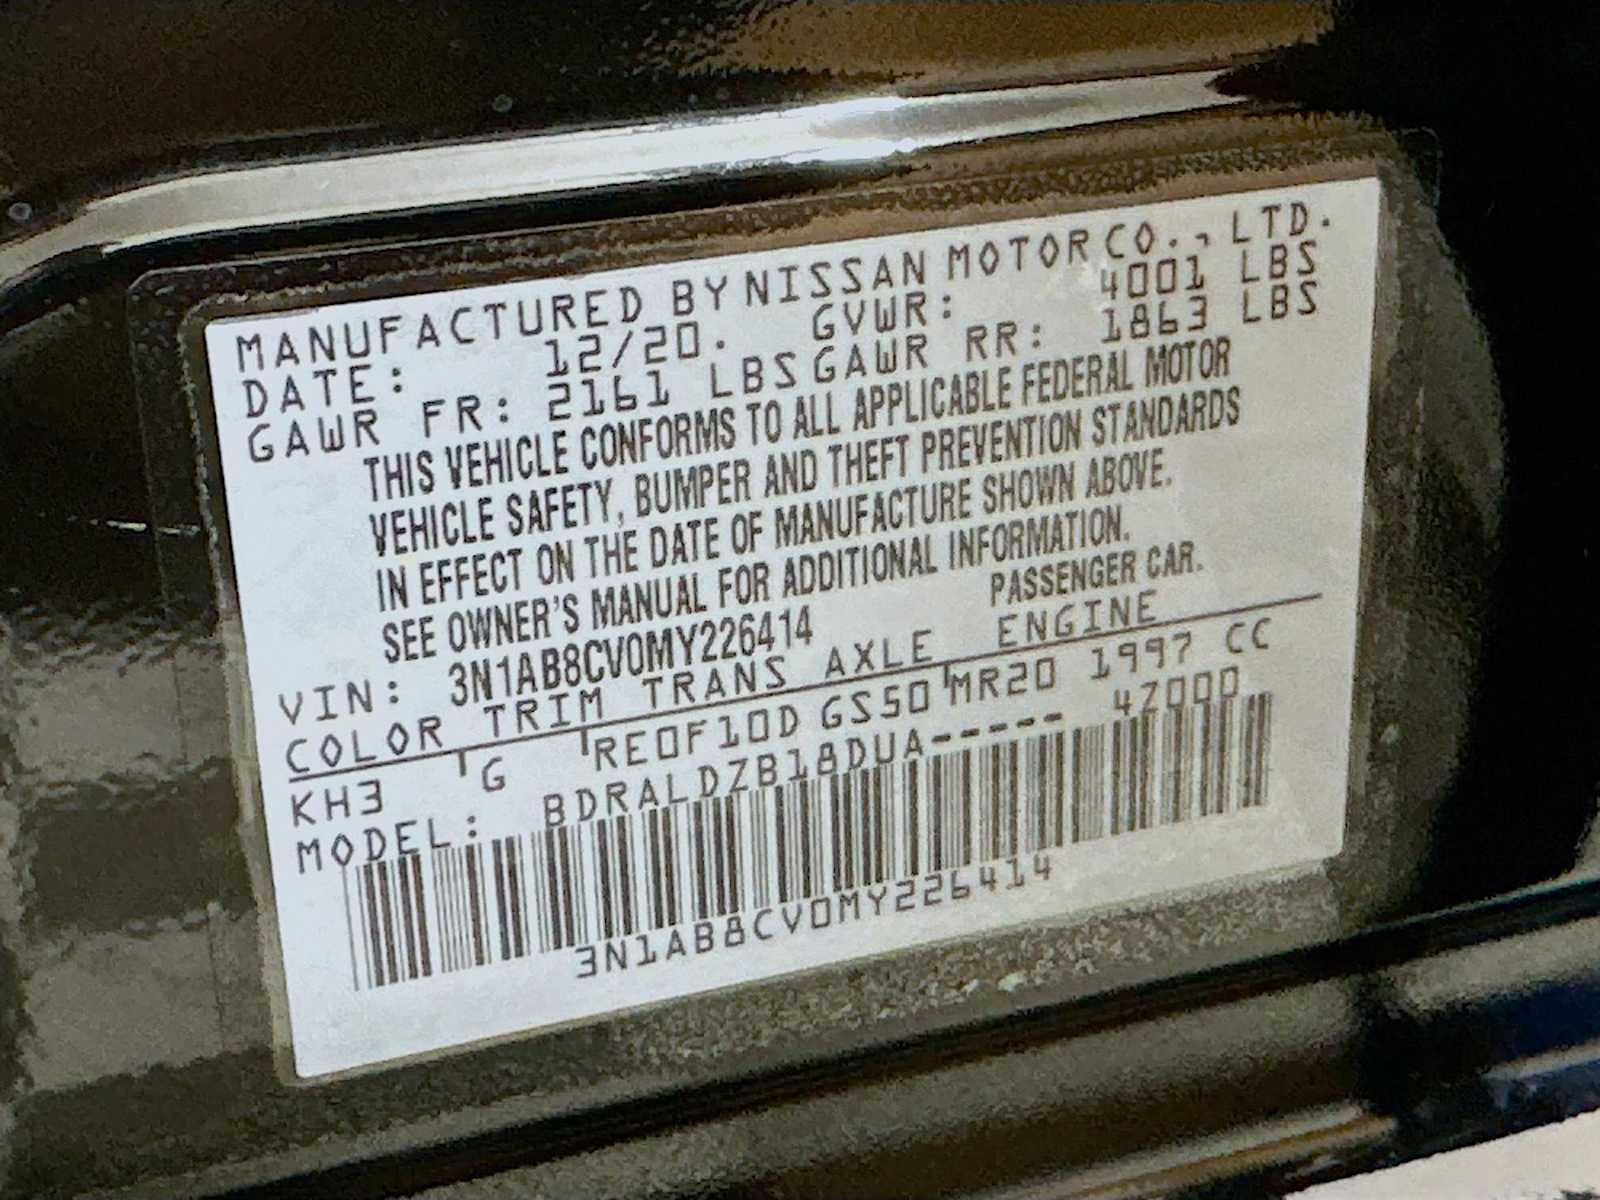 MANUFACTURED BY NISSAN MOTOR CO., LTD.
DATE: 12/20. GVWR: 4001 LBS
GAWR FR: 2161 LBS GAWR RR: 1863 LBS
THIS VEHICLE CONFORMS TO ALL APPLICABLE FEDERAL MOTOR
VEHICLE SAFETY, BUMPER AND THEFT PREVENTION STANDARDS
IN EFFECT ON THE DATE OF MANUFACTURE SHOWN ABOVE.
SEE OWNER'S MANUAL FOR ADDITIONAL INFORMATION.
VIN: 3N1AB8CV0MY226414 PASSENGER CAR.
COLOR TRIM TRANS AXLE ENGINE
KH3 G RE0F10D GS50 MR20 1997 CC
MODEL: BDRALDZB18DUA----- 4Z000
3N1AB8CV0MY226414